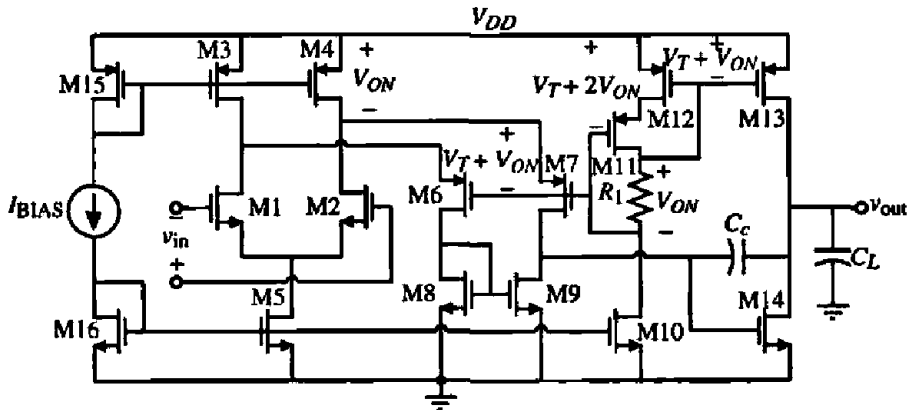 V_DD
M3 M4
M15
+
V_ON
−
+
V_T + V_ON
+
−
V_T + 2V_ON
M12
M13
−
M11
+
V_T + V_ON
−
M7
M6
R_1
+
V_ON
−
I_BIAS
−
v_in
+
M1 M2
v_out
C_c
C_L
M8 M9
M5
M16
M10
M14